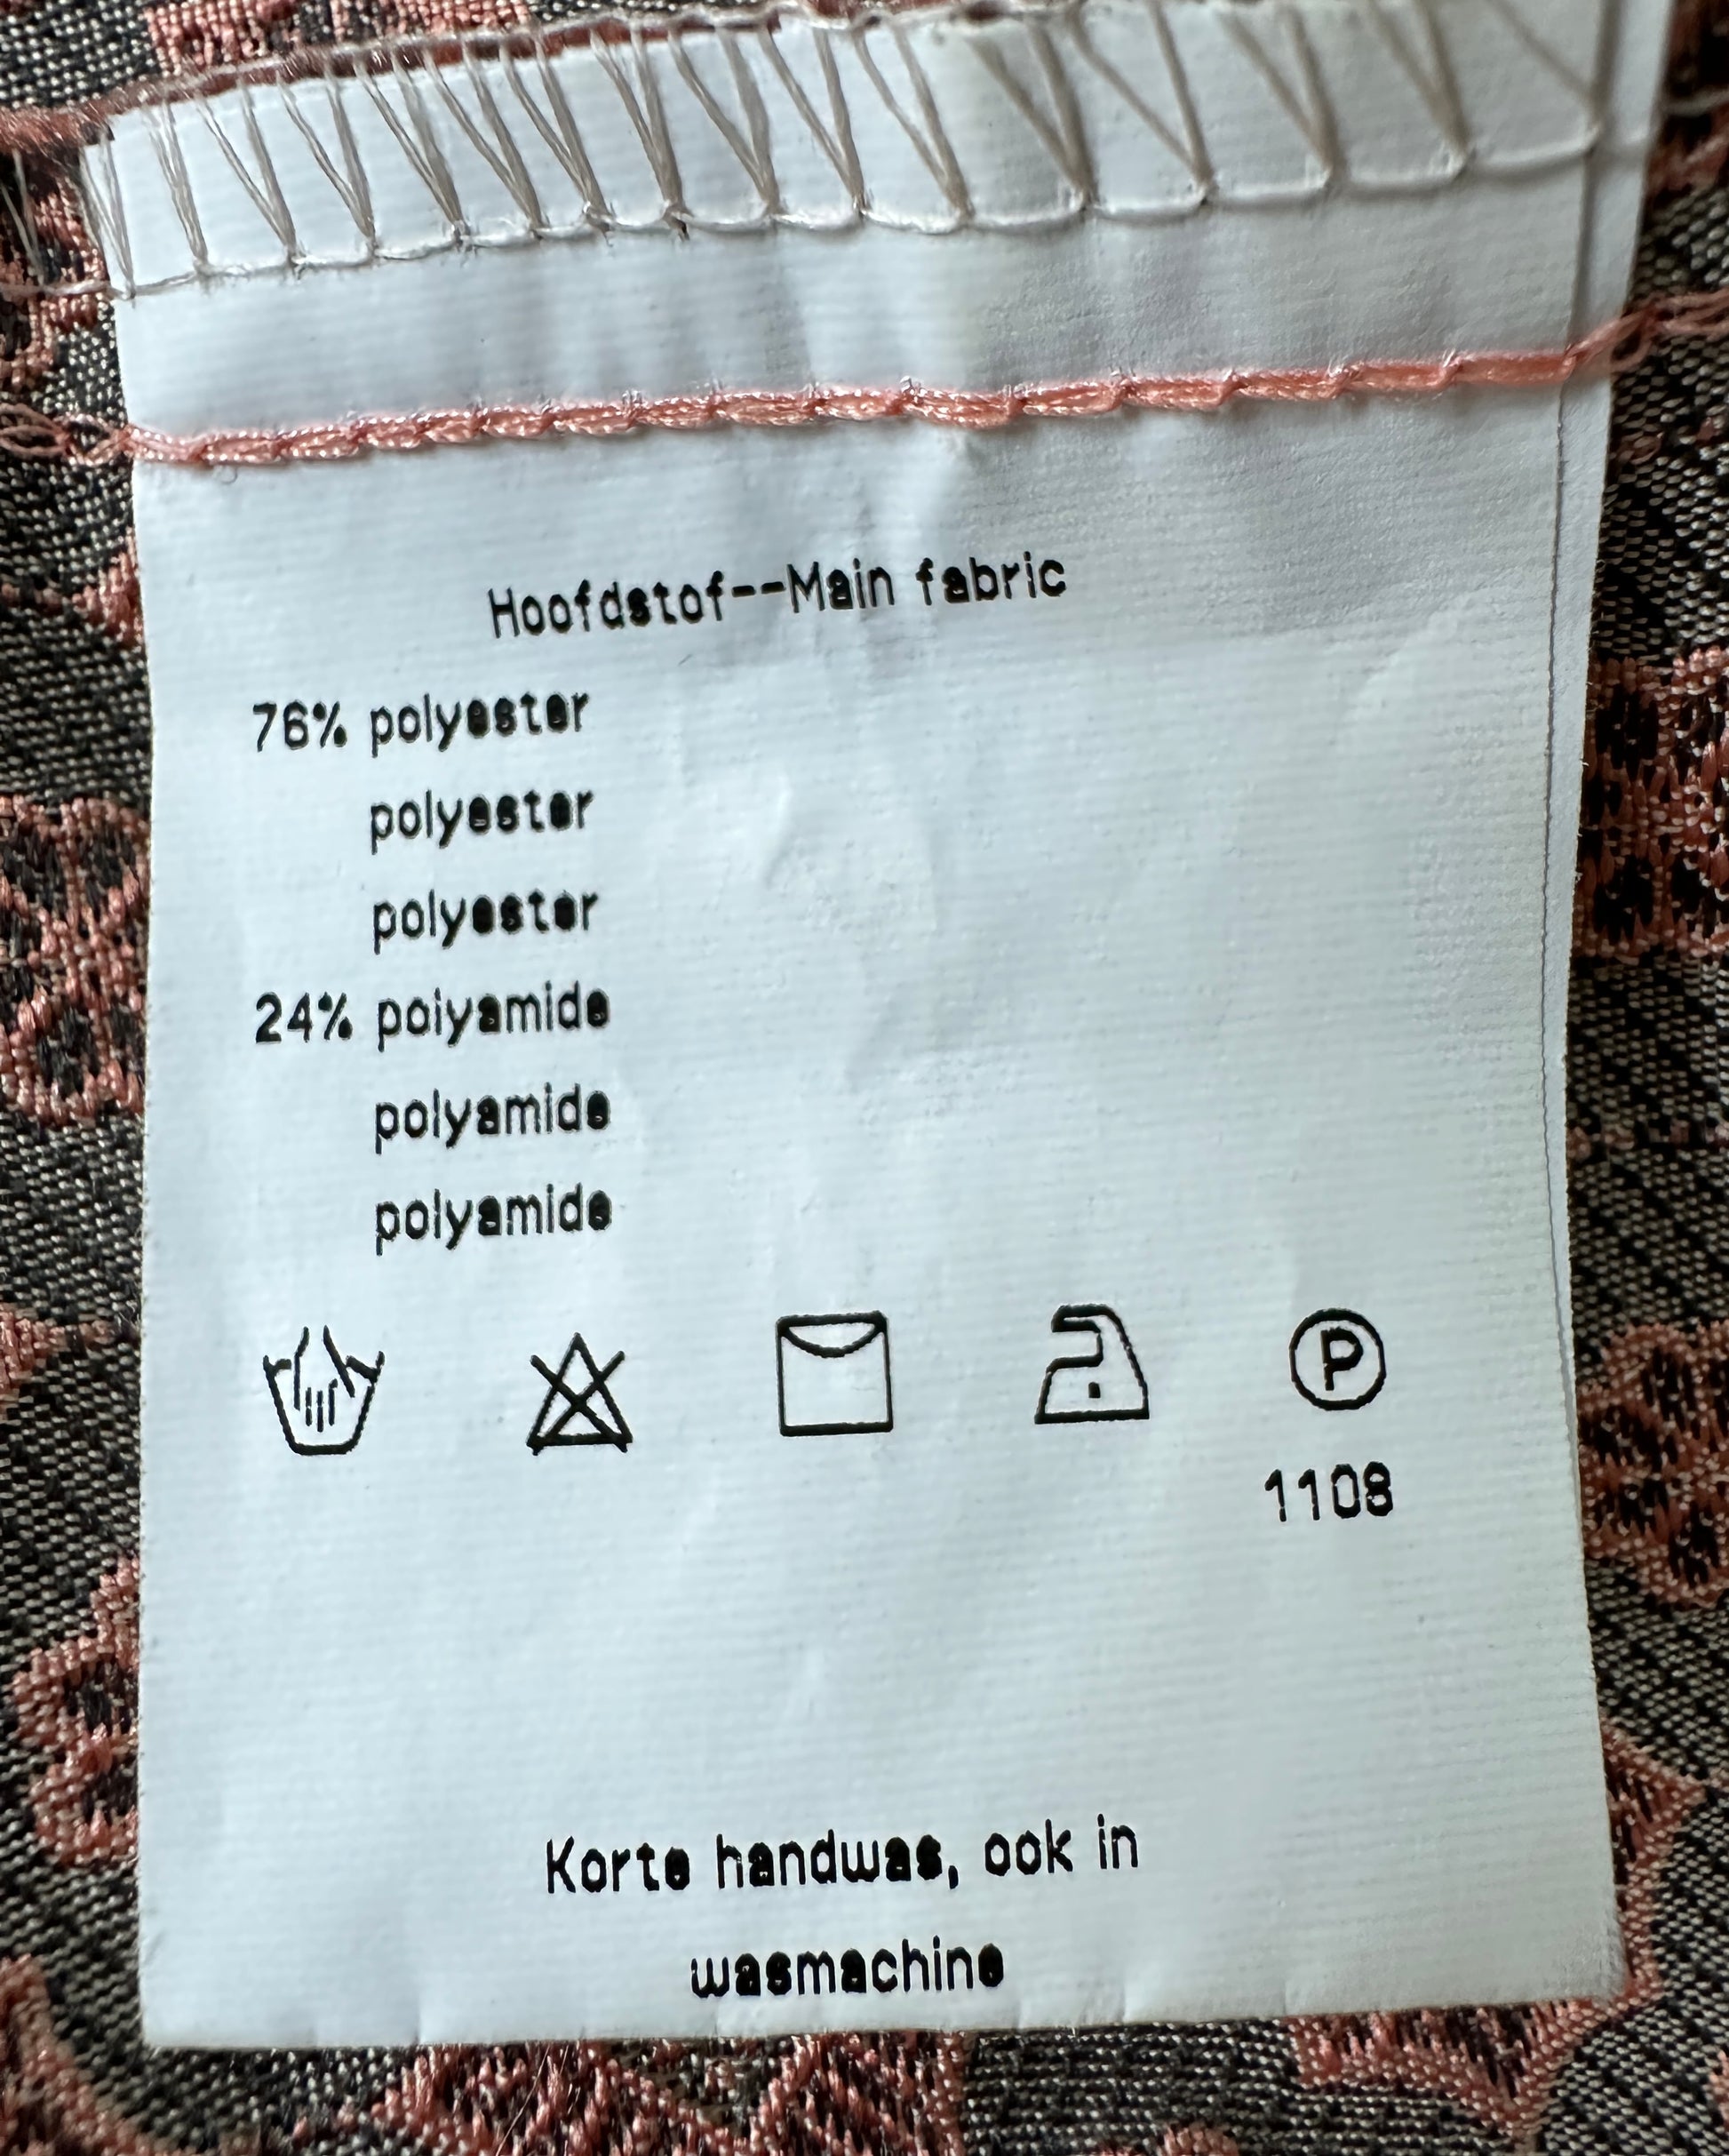 Hoofdstof--Main fabric
76% polyester
polyester
polyester
24% polyamide
polyamide
polyamide
P
1108
Korte handwas, ook in
wasmachine